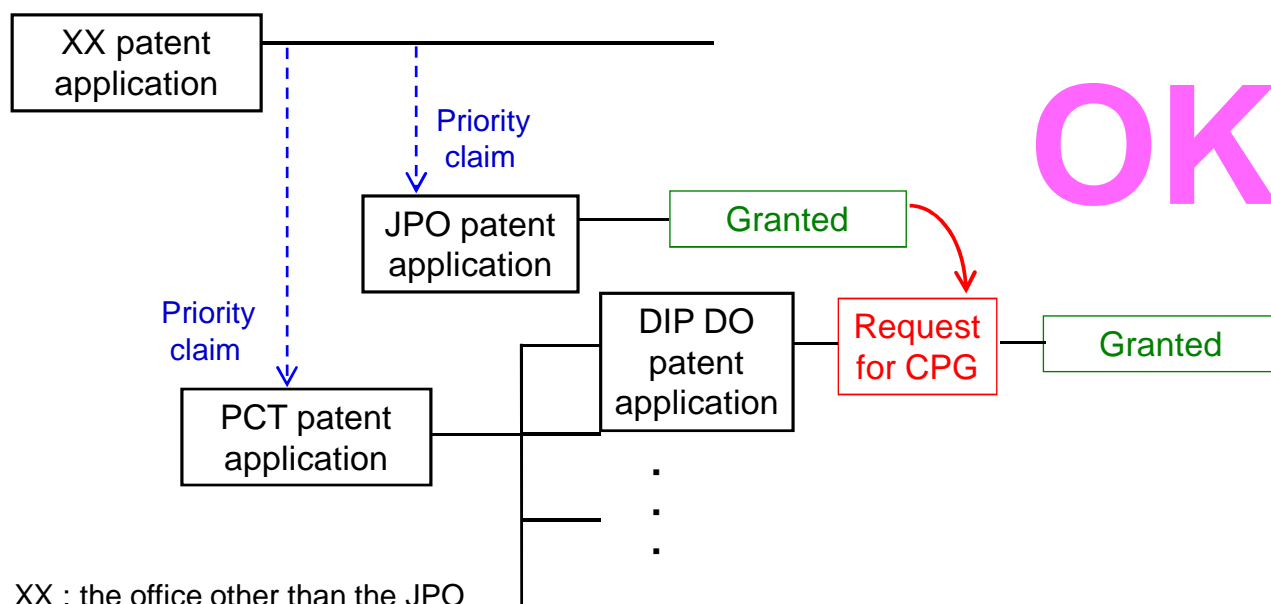 XX patent
application
OK
Priority
claim
JPO patent
application
Granted
Priority
claim
DIP DO
patent
application
Request
for CPG
Granted
PCT patent
application
XX : the office other than the JPO